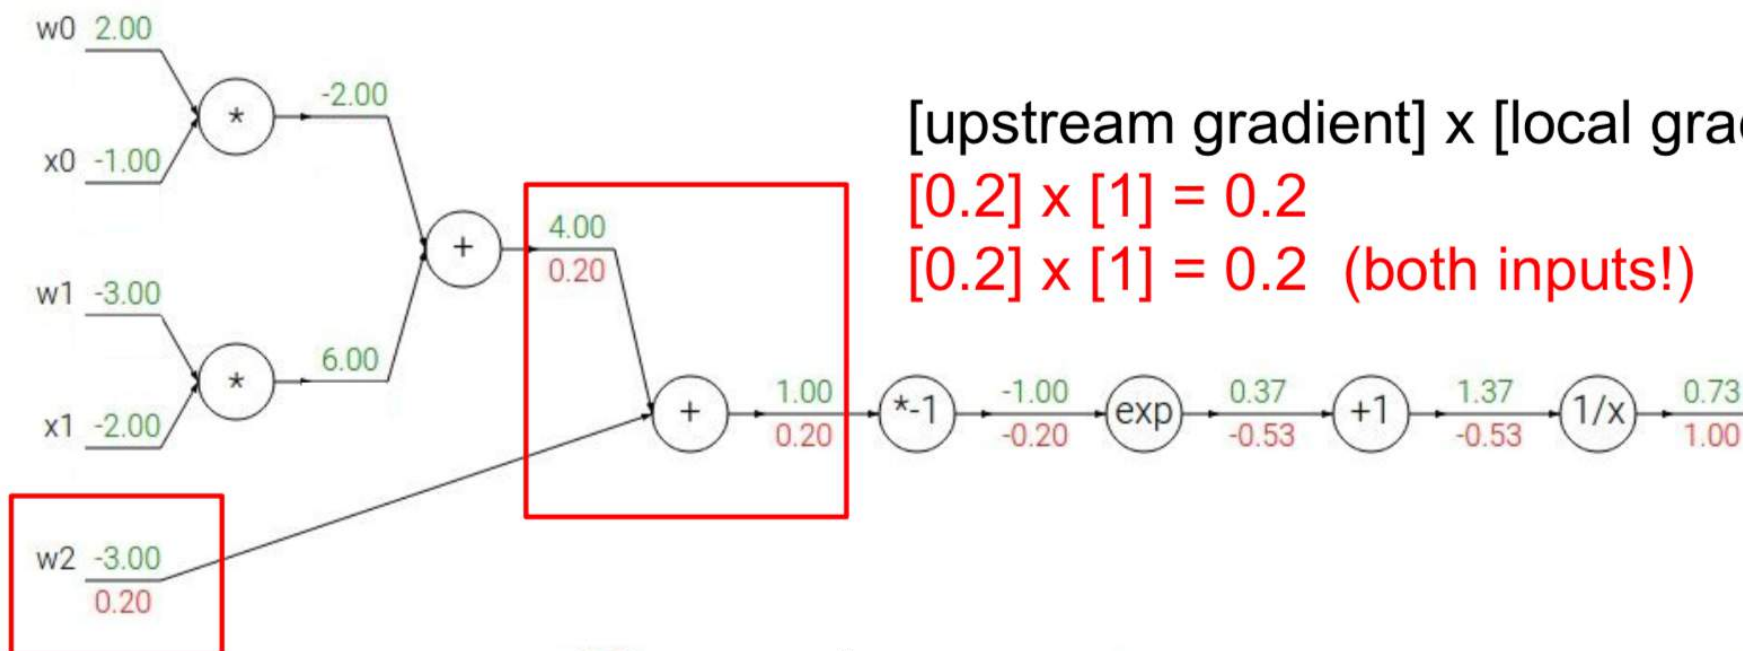 w0 2.00
-2.00
x0 -1.00
*
[upstream gradient] x [local
[0.2] x [1] = 0.2
[0.2] x [1] = 0.2 (both inputs!)
4.00
0.20
+
w1 -3.00
6.00
*
x1 -2.00
+
1.00
0.20
*-1
-1.00
-0.20
exp
0.37
-0.53
+1
1.37
-0.53
1/x
0.73
1.00
w2 -3.00
0.20